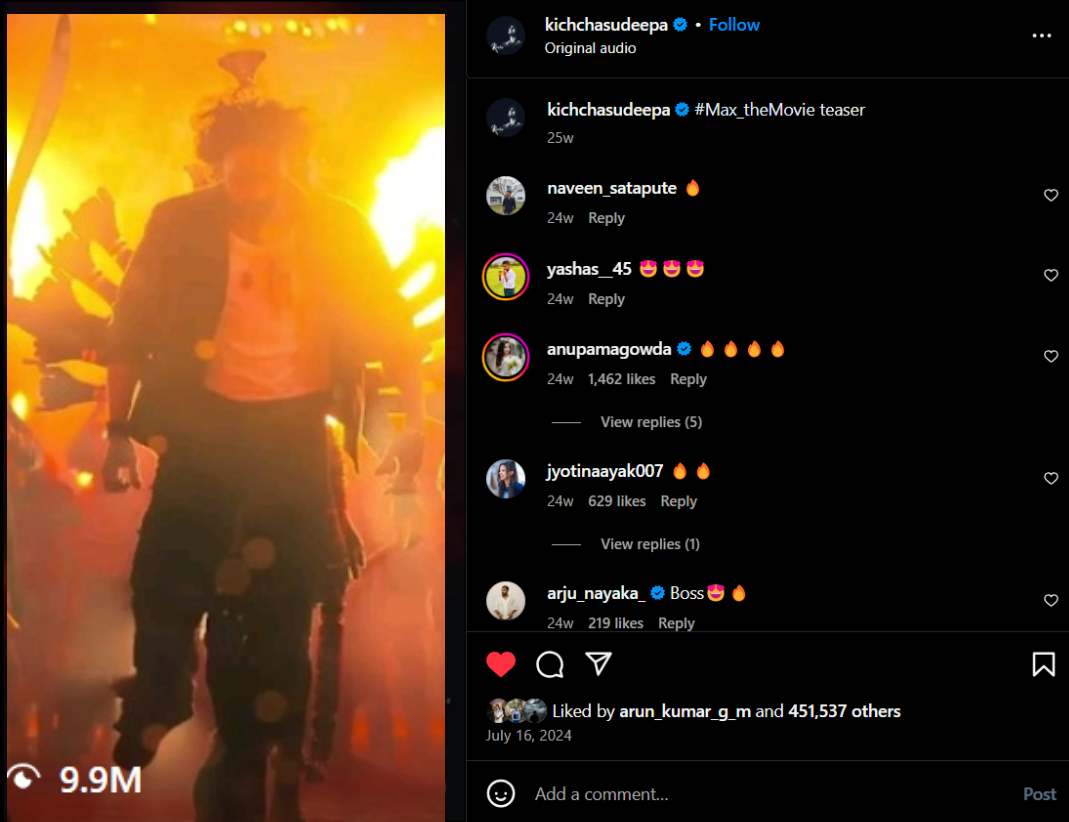 kichchasudeepa • Follow
Original audio
kichchasudeepa #Max_theMovie teaser
25w
naveen_satapute 🔥
24w Reply
yashas__45 🤩🤩🤩
24w Reply
anupamagowda 🔥🔥🔥🔥
24w 1,462 likes Reply
View replies (5)
jyotinaayak007 🔥🔥
24w 629 likes Reply
View replies (1)
arju_nayaka_ Boss🤩🔥
24w 219 likes Reply
Liked by arun_kumar_g_m and 451,537 others
July 16, 2024
Add a comment...
Post
9.9M